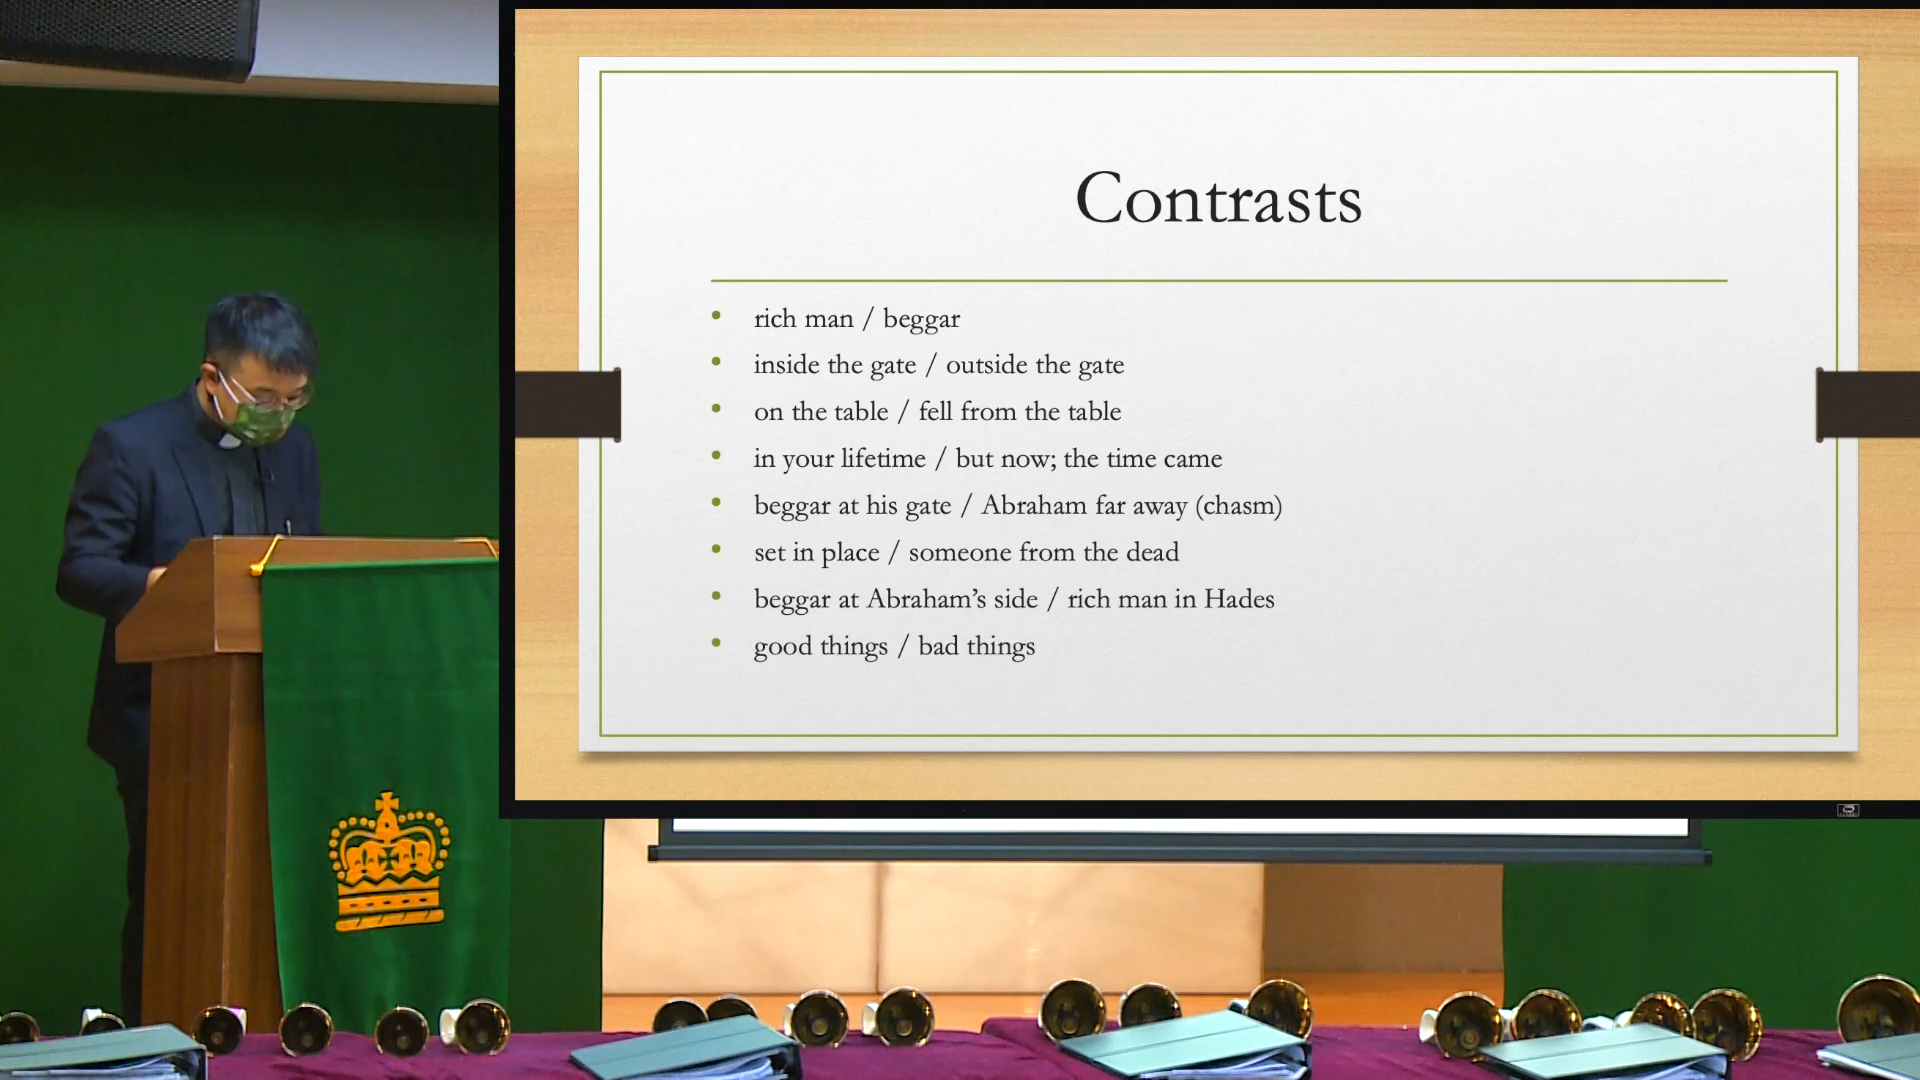 Contrasts
rich man / beggar
inside the gate / outside the gate
on the table / fell from the table
in your lifetime / but now; the time came
beggar at his gate / Abraham far away (chasm)
set in place / someone from the dead
beggar at Abraham’s side / rich man in Hades
good things / bad things